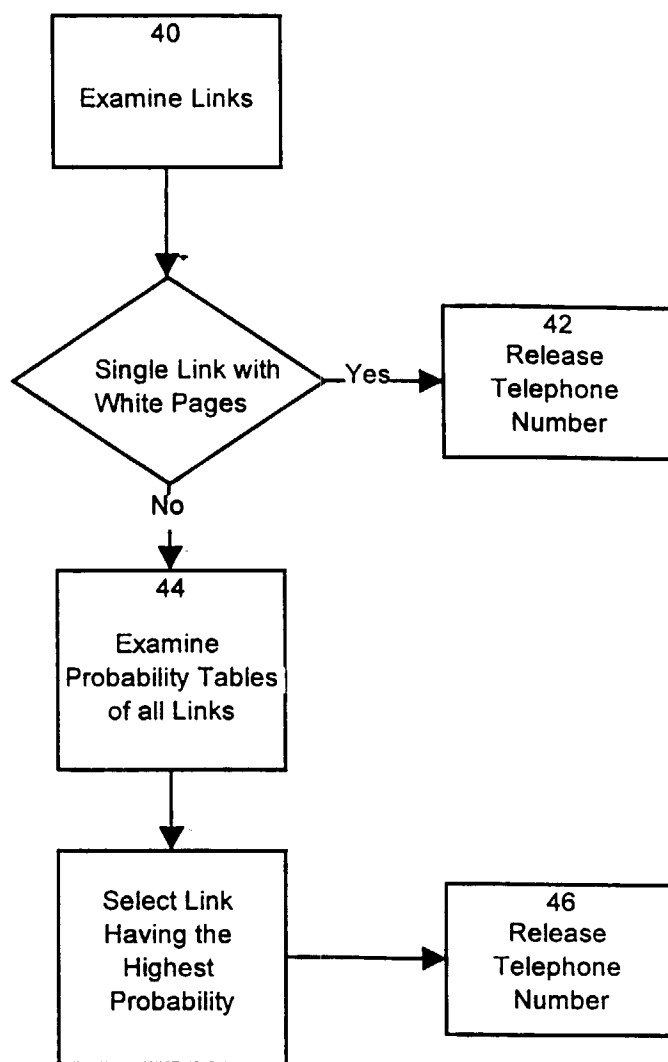 40
Examine Links
Single Link with
White Pages
Yes
42
Release
Telephone
Number
No
44
Examine
Probability Tables
of all Links
Select Link
Having the
Highest
Probability
46
Release
Telephone
Number